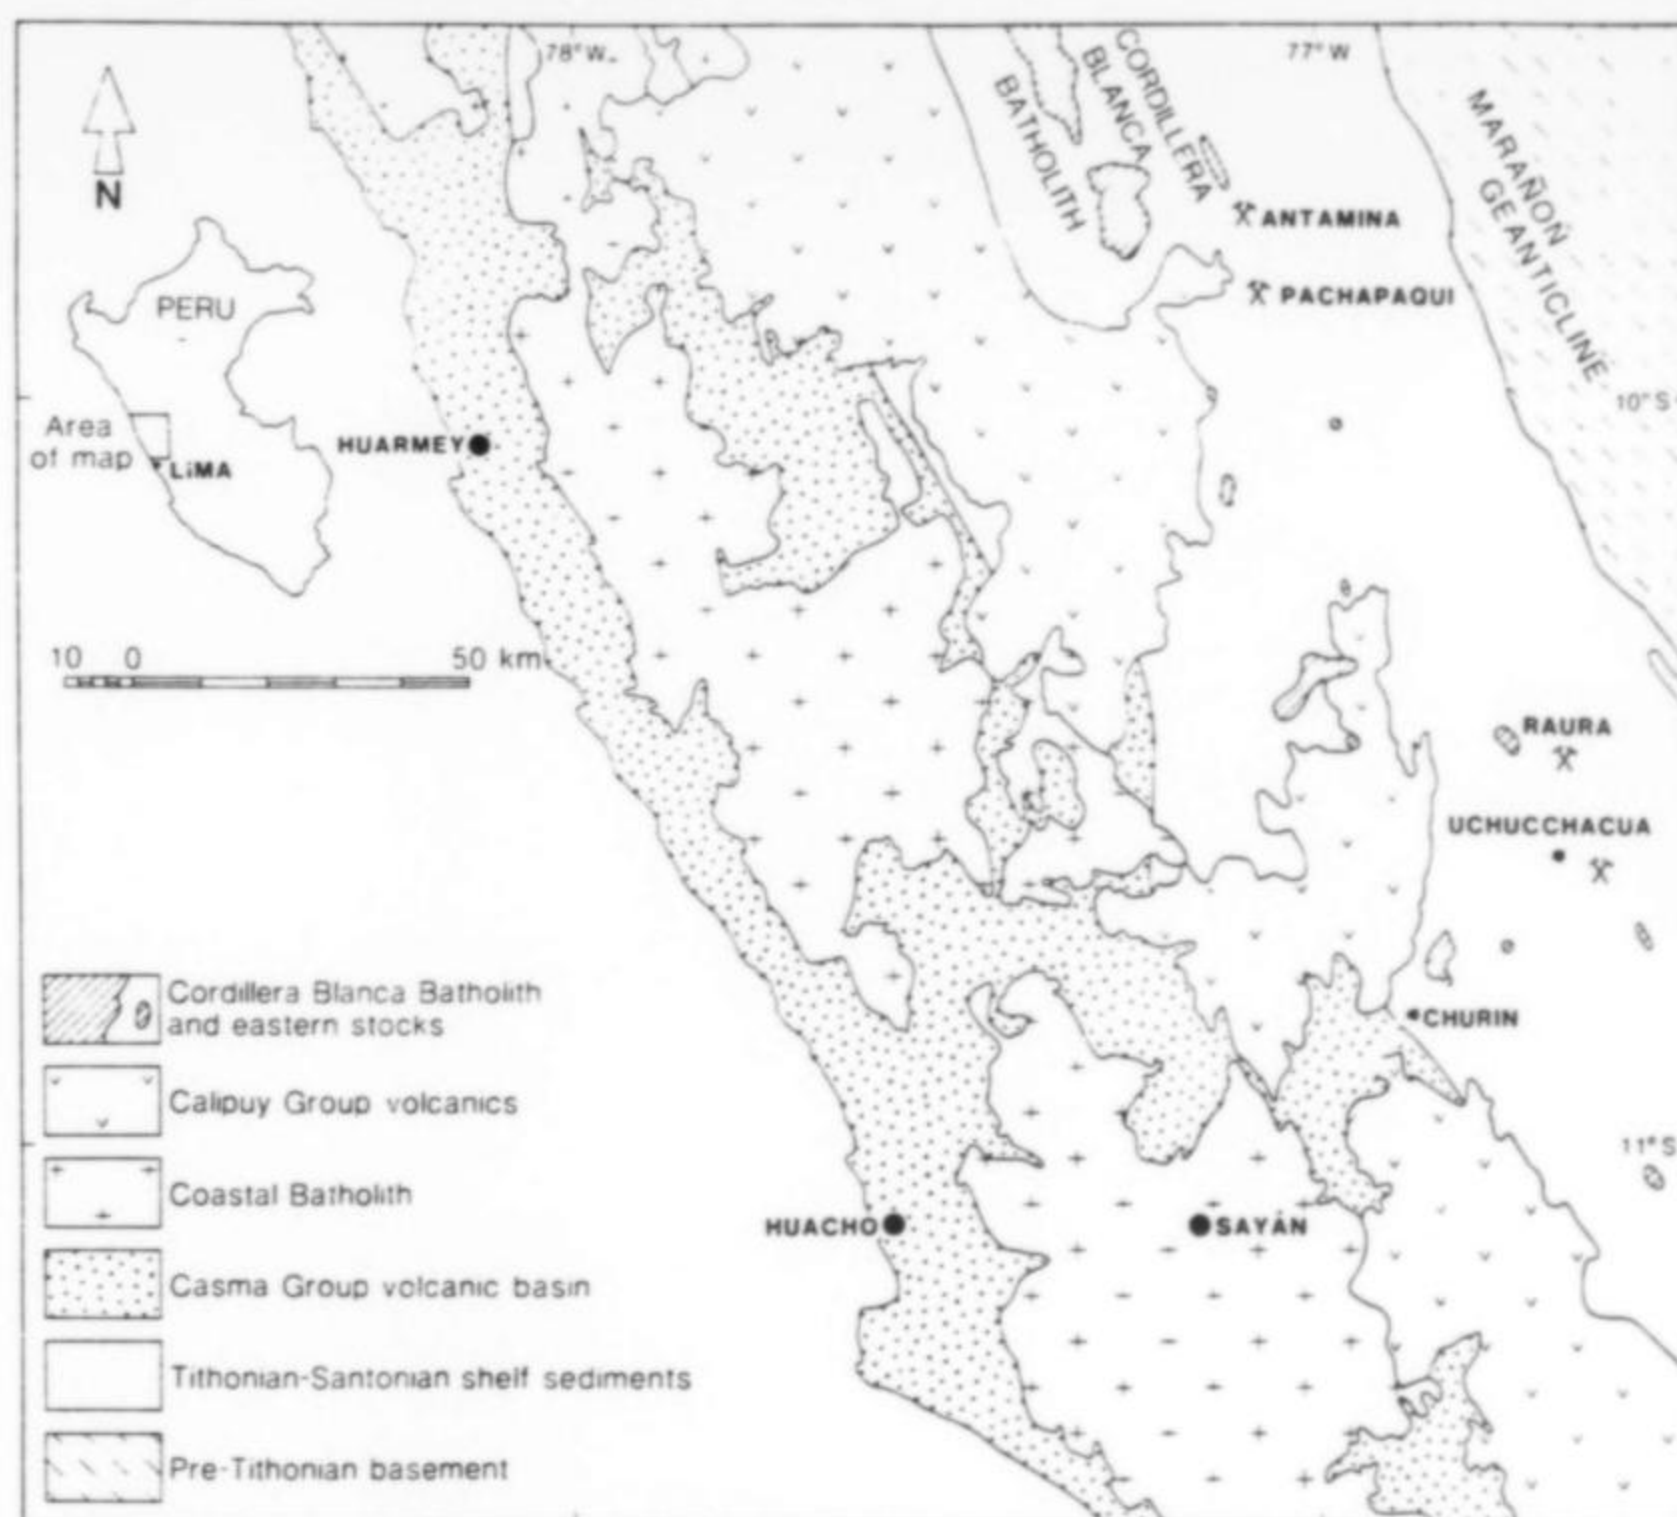 78° W
77° W
CORDILLERA
BLANCA
BATHOLITH
MARAÑON
GEANTICLINE
N
ANTAMINA
PACHAPAQUI
PERU
10° S
Area
of map
LiMA
HUARMEY
10 0 50 km
RAURA
UCHUCCHACUA
CHURIN
Cordillera Blanca Batholith
and eastern stocks
Calipuy Group volcanics
11° S
Coastal Batholith
HUACHO
SAYÁN
Casma Group volcanic basin
Tithonian-Santonian shelf sediments
Pre-Tithonian basement